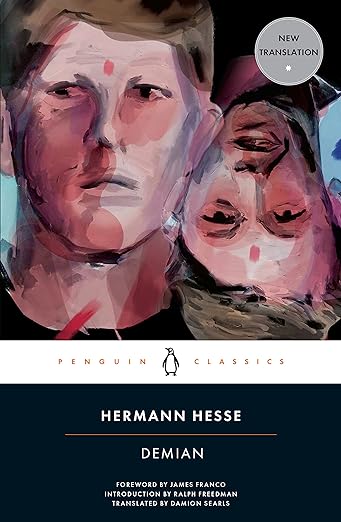 NEW
TRANSLATION
PENGUIN CLASSICS
HERMANN HESSE
DEMIAN
FOREWORD BY JAMES FRANCO
INTRODUCTION BY RALPH FREEDMAN
TRANSLATED BY DAMION SEARLS